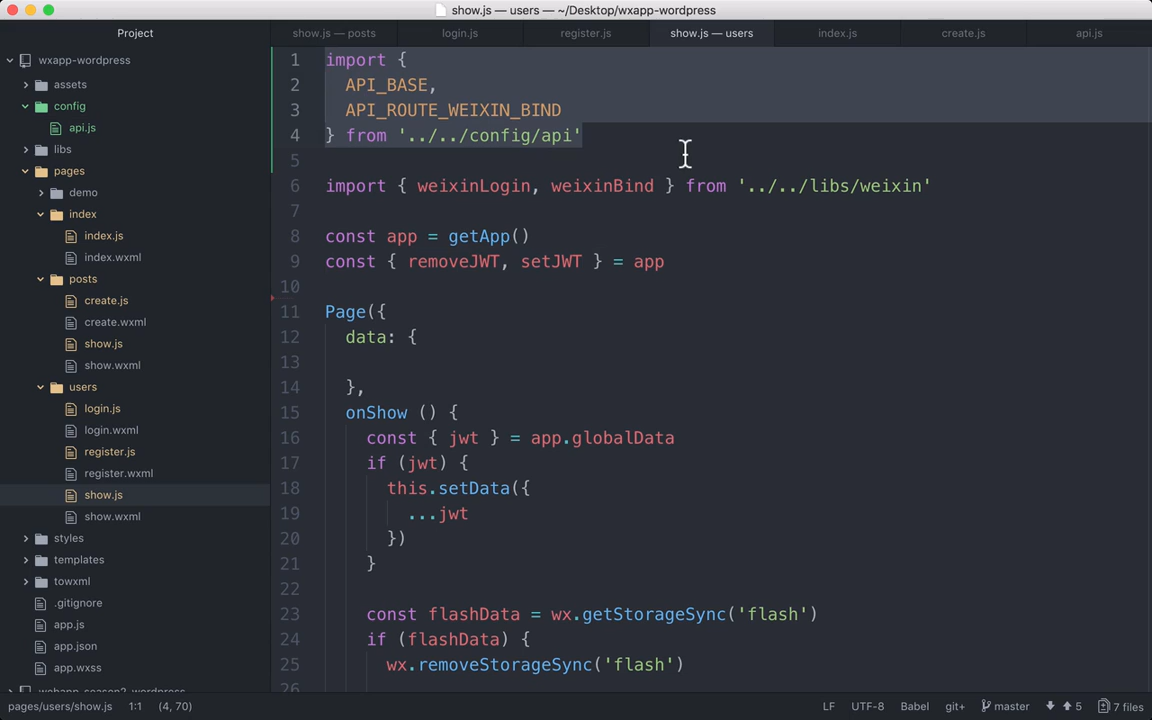 show.js — users — ~/Desktop/wxapp-wordpress
Project
show.js — posts
login.js
register.js
show.js — users
index.js
create.js
api.js
wxapp-wordpress
assets
config
api.js
libs
pages
demo
index
index.js
index.wxml
posts
create.js
create.wxml
show.js
show.wxml
users
login.js
login.wxml
register.js
register.wxml
show.js
show.wxml
styles
templates
towxml
.gitignore
app.js
app.json
app.wxss
webapp_season2_wordpress
1 import {
2 API_BASE,
3 API_ROUTE_WEIXIN_BIND
4 } from '../../config/api'
5
6 import { weixinLogin, weixinBind } from '../../libs/weixin'
7
8 const app = getApp()
9 const { removeJWT, setJWT } = app
10
11 Page({
12 data: {
13
14 },
15 onShow () {
16 const { jwt } = app.globalData
17 if (jwt) {
18 this.setData({
19 ...jwt
20 })
21 }
22
23 const flashData = wx.getStorageSync('flash')
24 if (flashData) {
25 wx.removeStorageSync('flash')
26
pages/users/show.js 1:1 (4, 70) LF UTF-8 Babel git+ master 5 7 files